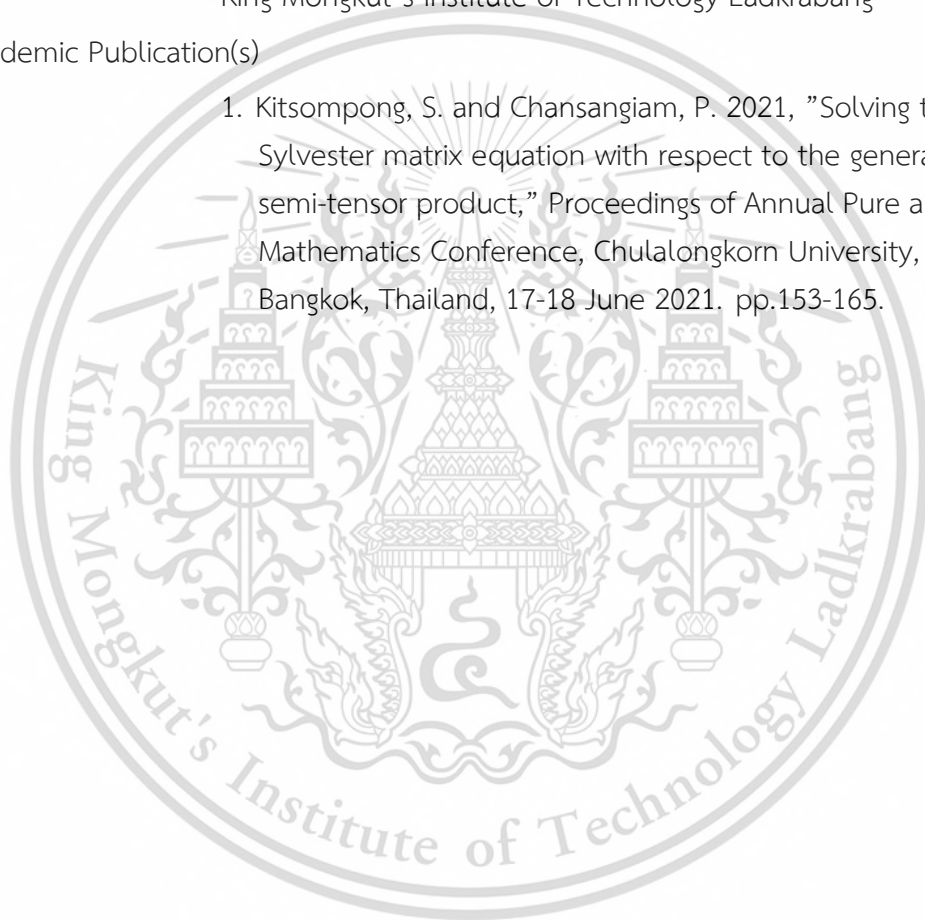 King Mongkut's Institute of Technology Ladkrabang
demic Publication(s)
1. Kitsompong, S. and Chansangiam, P. 2021, "Solving t
Sylvester matrix equation with respect to the genera
semi-tensor product," Proceedings of Annual Pure a
Mathematics Conference, Chulalongkorn University,
Bangkok, Thailand, 17-18 June 2021. pp.153-165.
King Mongkut's Institute of Technology Ladkrabang